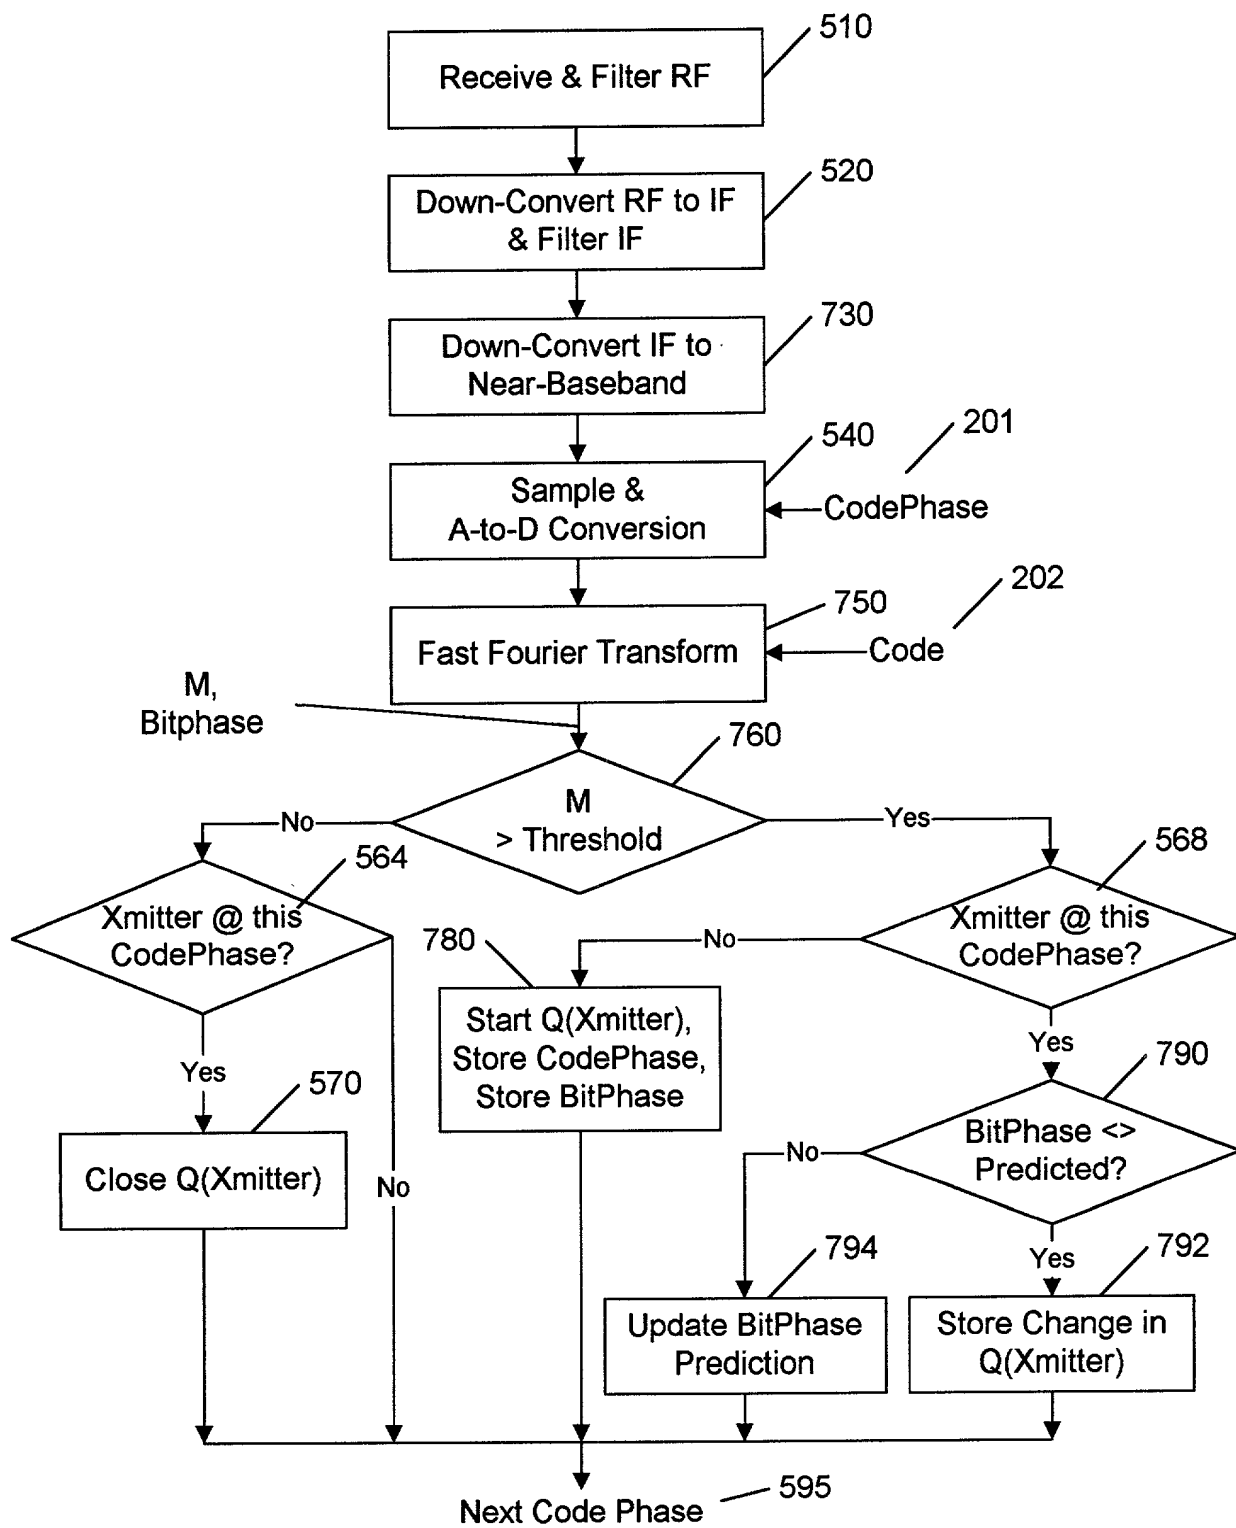 510
Receive & Filter RF
520
Down-Convert RF to IF
& Filter IF
730
Down-Convert IF to
Near-Baseband
540
201
Sample &
A-to-D Conversion
CodePhase
750
202
Fast Fourier Transform
Code
M,
Bitphase
760
M
> Threshold
No
Yes
564
568
Xmitter @ this
CodePhase?
Xmitter @ this
CodePhase?
780
No
Start Q(Xmitter),
Store CodePhase,
Store BitPhase
Yes
Yes
790
570
BitPhase <>
Predicted?
No
Close Q(Xmitter)
No
794
Yes
792
Update BitPhase
Prediction
Store Change in
Q(Xmitter)
Next Code Phase
595